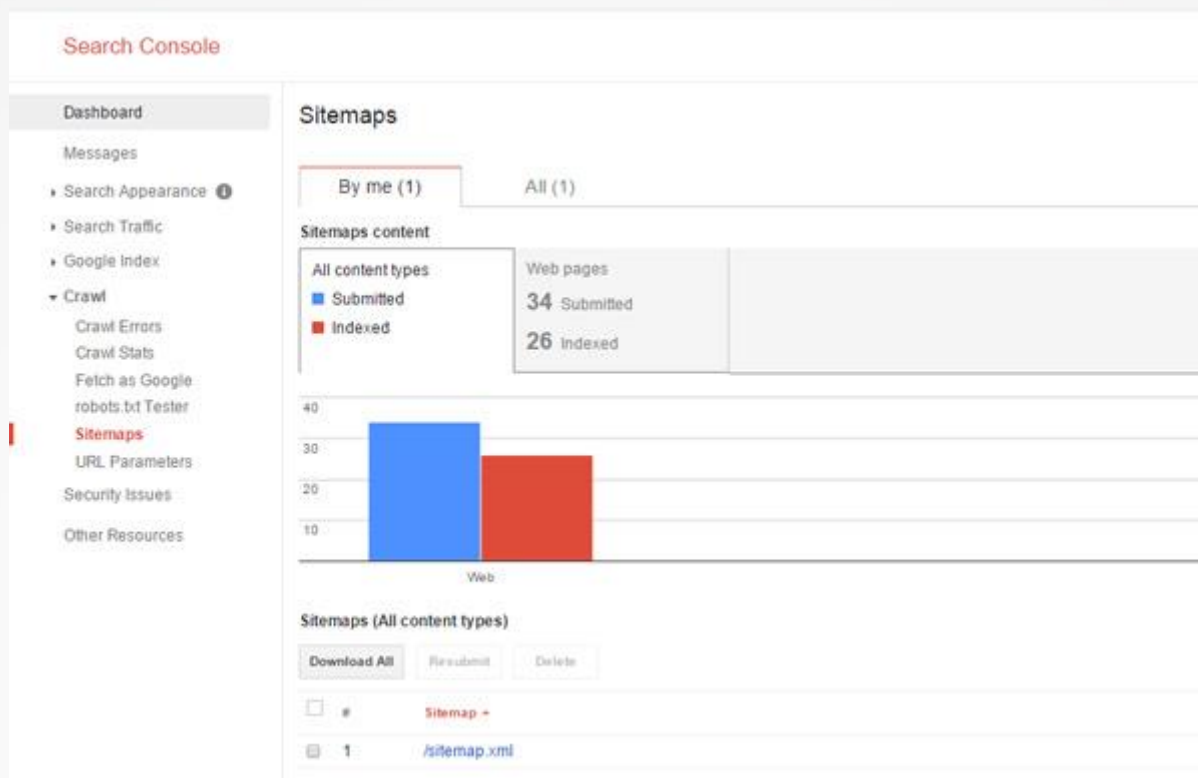 Search Console
Dashboard
Messages
Search Appearance
Search Traffic
Google Index
Crawl
Crawl Errors
Crawl Stats
Fetch as Google
robots.txt Tester
Sitemaps
URL Parameters
Security Issues
Other Resources
Sitemaps
By me (1) All (1)
Sitemaps content
All content types
Submitted
Indexed
Web pages
34 Submitted
26 Indexed
40
30
20
10
Web
Sitemaps (All content types)
Download All Resubmit Delete
# Sitemap
1 /sitemap.xml